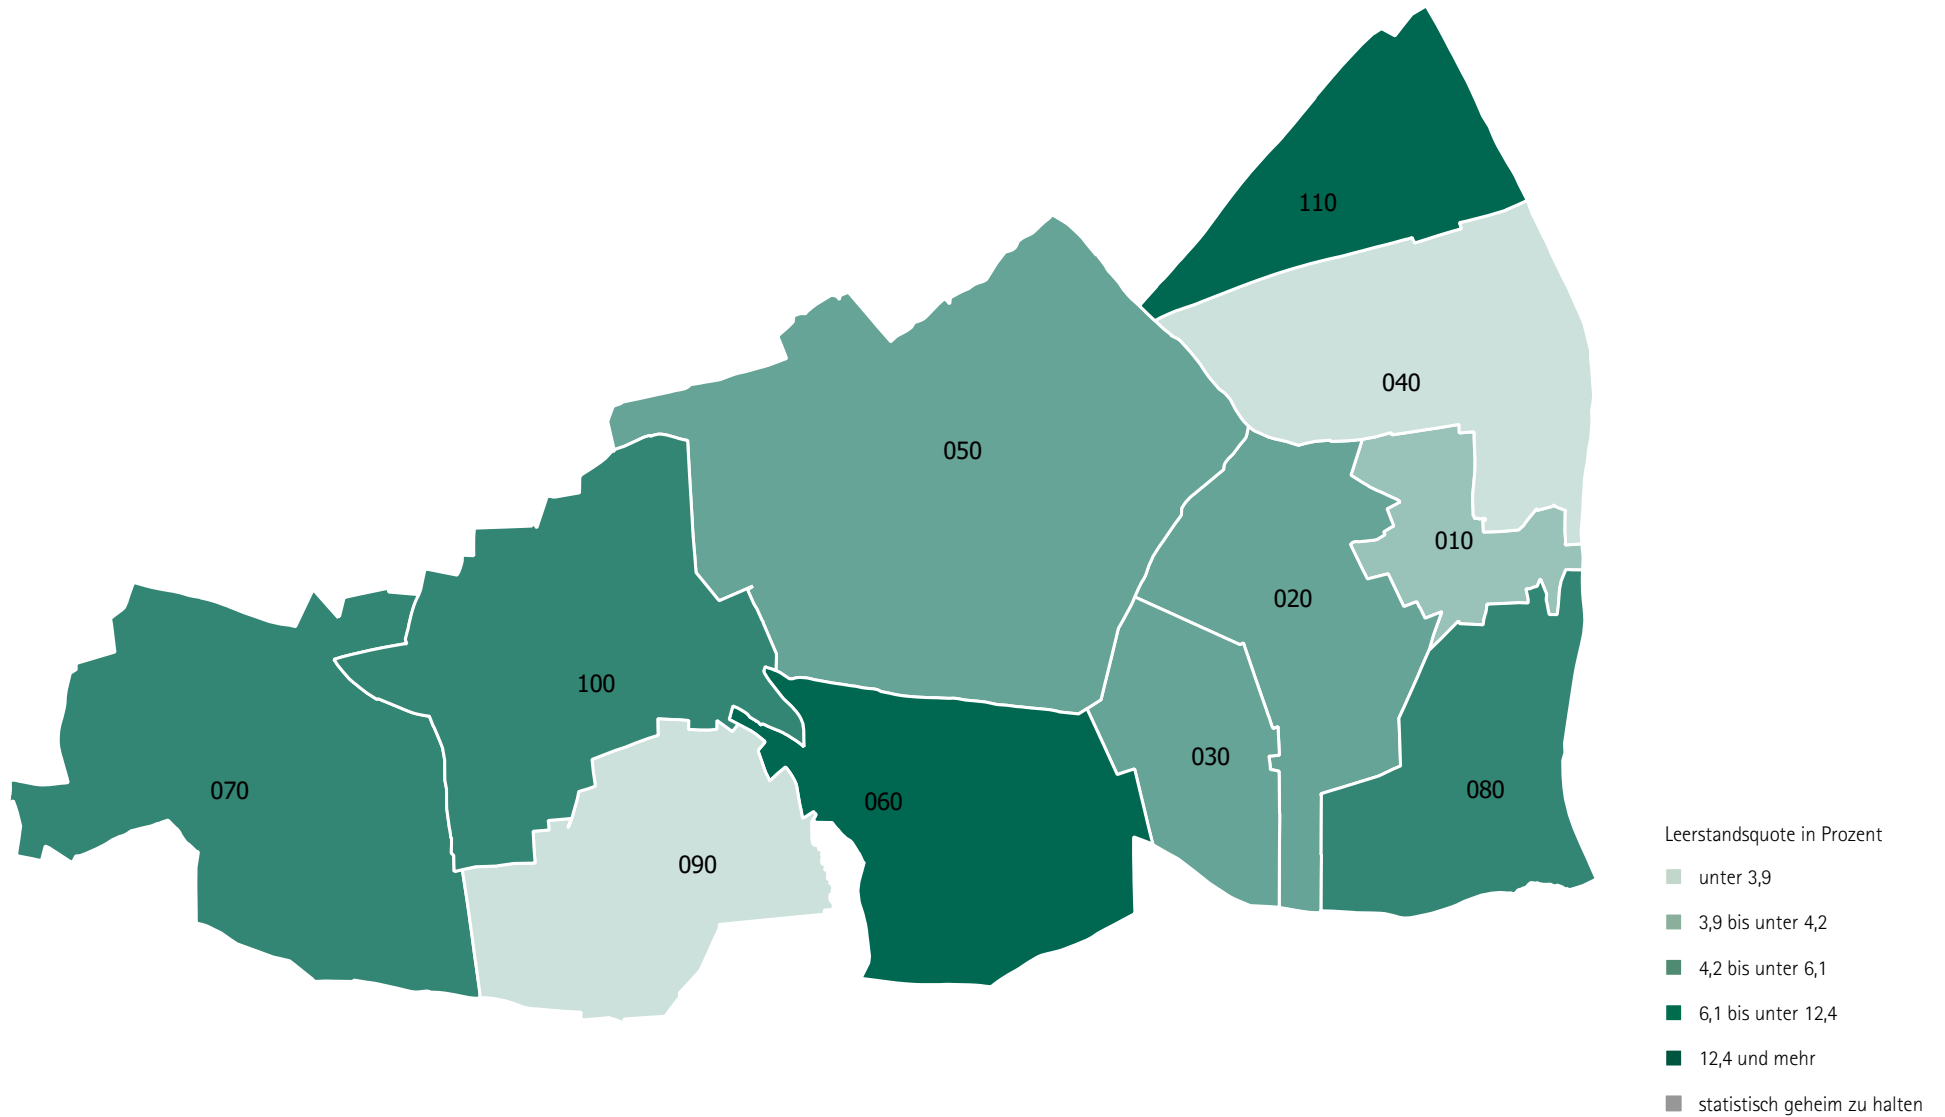 110
040
050
010
020
100
030
070
080
060
090
Leerstandsquote in Prozent
unter 3,9
3,9 bis unter 4,2
4,2 bis unter 6,1
6,1 bis unter 12,4
12,4 und mehr
statistisch geheim zu halten